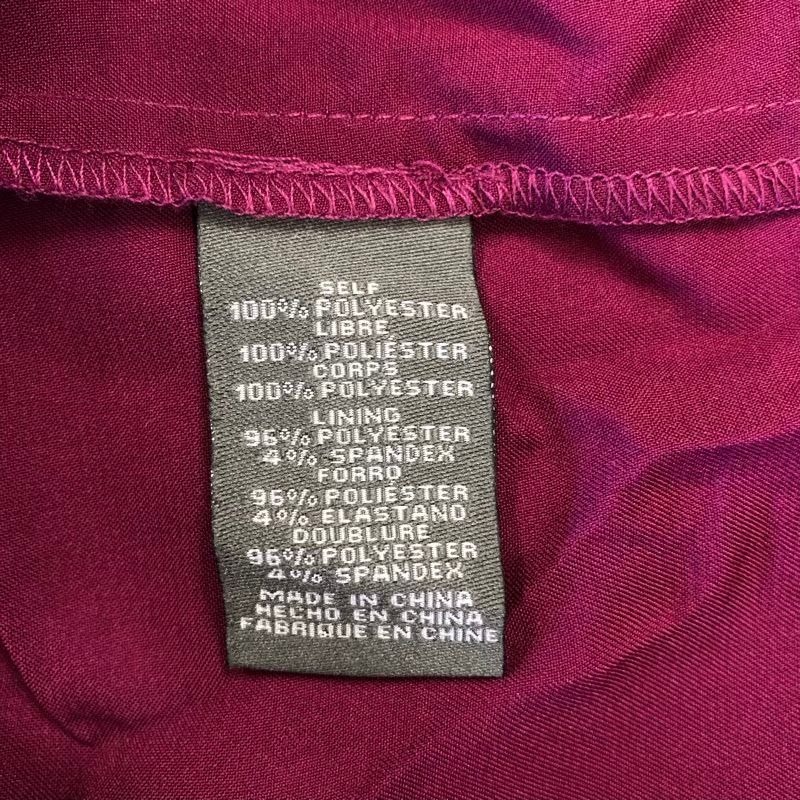 SELF
100% POLYESTER
LIBRE
100% POLIESTER
CORPS
100% POLYESTER
LINING
96% POLYESTER
4% SPANDEX
FORRO
96% POLIESTER
4% ELASTAND
DOUBLURE
96% POLYESTER
4% SPANDEX
MADE IN CHINA
HECHO EN CHINA
FABRIQUE EN CHINE